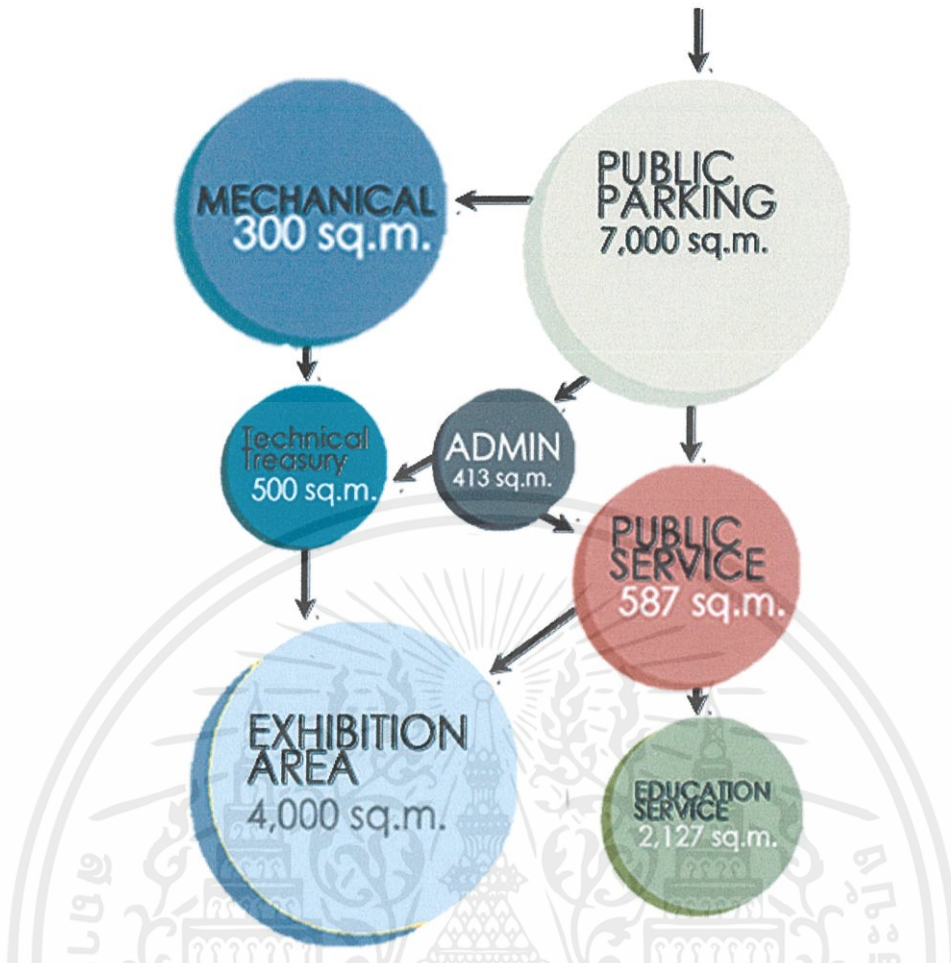 PUBLIC
PARKING
7,000 sq.m.
MECHANICAL
300 sq.m.
Technical
Treasury
500 sq.m.
ADMIN
413 sq.m.
PUBLIC
SERVICE
587 sq.m.
EXHIBITION
AREA
4,000 sq.m.
EDUCATION
SERVICE
2,127 sq.m.